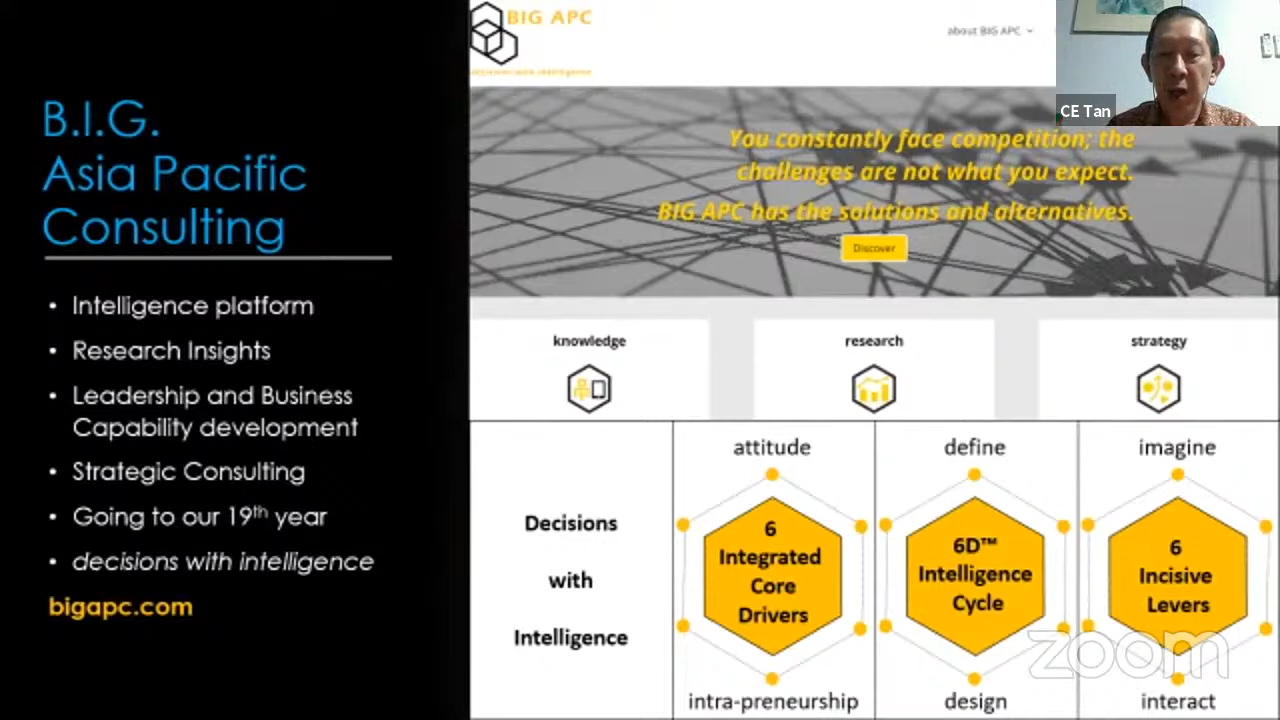 B.I.G.
Asia Pacific
Consulting
• Intelligence platform
• Research Insights
• Leadership and Business
Capability development
• Strategic Consulting
• Going to our 19th year
• decisions with intelligence
bigapc.com
BIG APC
decisions with intelligence
about BIG APC
CE Tan
You constantly face competition; the
challenges are not what you expect.
BIG APC has the solutions and alternatives.
Discover
knowledge
research
strategy
Decisions
with
Intelligence
attitude
6
Integrated
Core
Drivers
intra-preneurship
define
6D™
Intelligence
Cycle
design
imagine
6
Incisive
Levers
interact
zoom